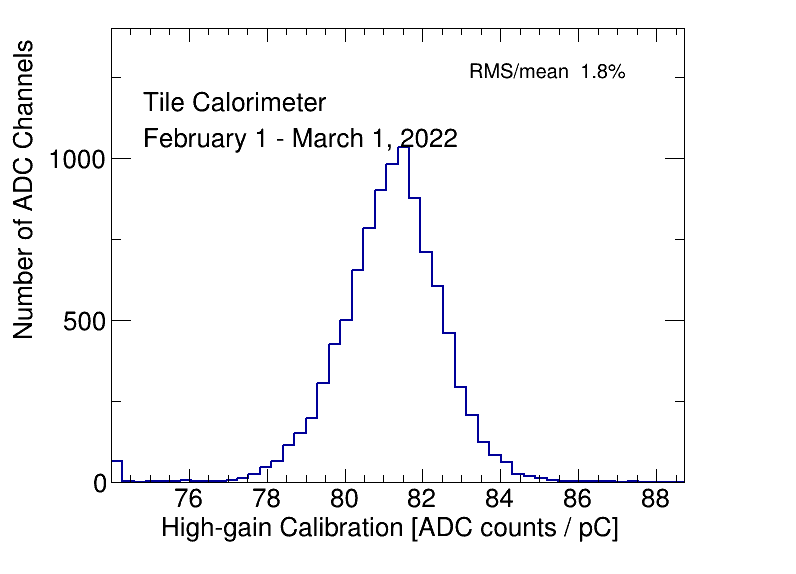 RMS/mean 1.8%
Tile Calorimeter
February 1 - March 1, 2022
Number of ADC Channels
1000
500
0
76 78 80 82 84 86 88
High-gain Calibration [ADC counts / pC]